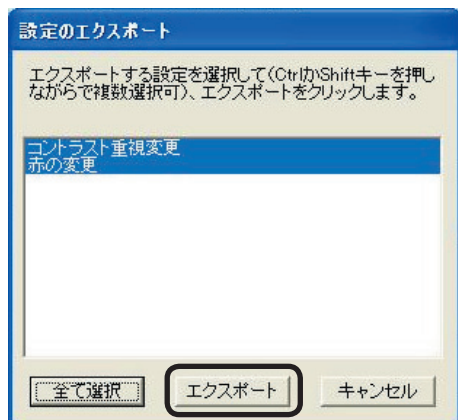 設定のエクスポート
エクスポートする設定を選択して(CtrlかShiftキーを押し
ながらで複数選択可)、エクスポートをクリックします。
コントラスト重視変更
赤の変更
全て選択 エクスポート キャンセル